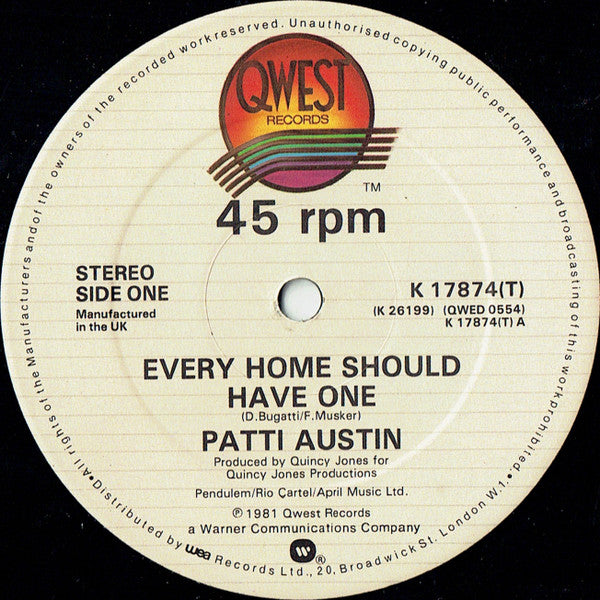 All rights of the Manufacturers and of the owners of the recorded work reserved. Unauthorised copying public performance and broadcasting of this work prohibited.
QWEST
RECORDS
TM
45 rpm
STEREO
SIDE ONE
Manufactured
in the UK
K 17874(T)
(K 26199) (QWED 0554)
K 17874(T) A
EVERY HOME SHOULD
HAVE ONE
(D.Bugatti/F.Musker)
PATTI AUSTIN
Produced by Quincy Jones for
Quincy Jones Productions
Pendulem/Rio Cartel/April Music Ltd.
℗ 1981 Qwest Records
a Warner Communications Company
W ®
•Distributed by wea Records Ltd., 20, Broadwick St. London W1.•